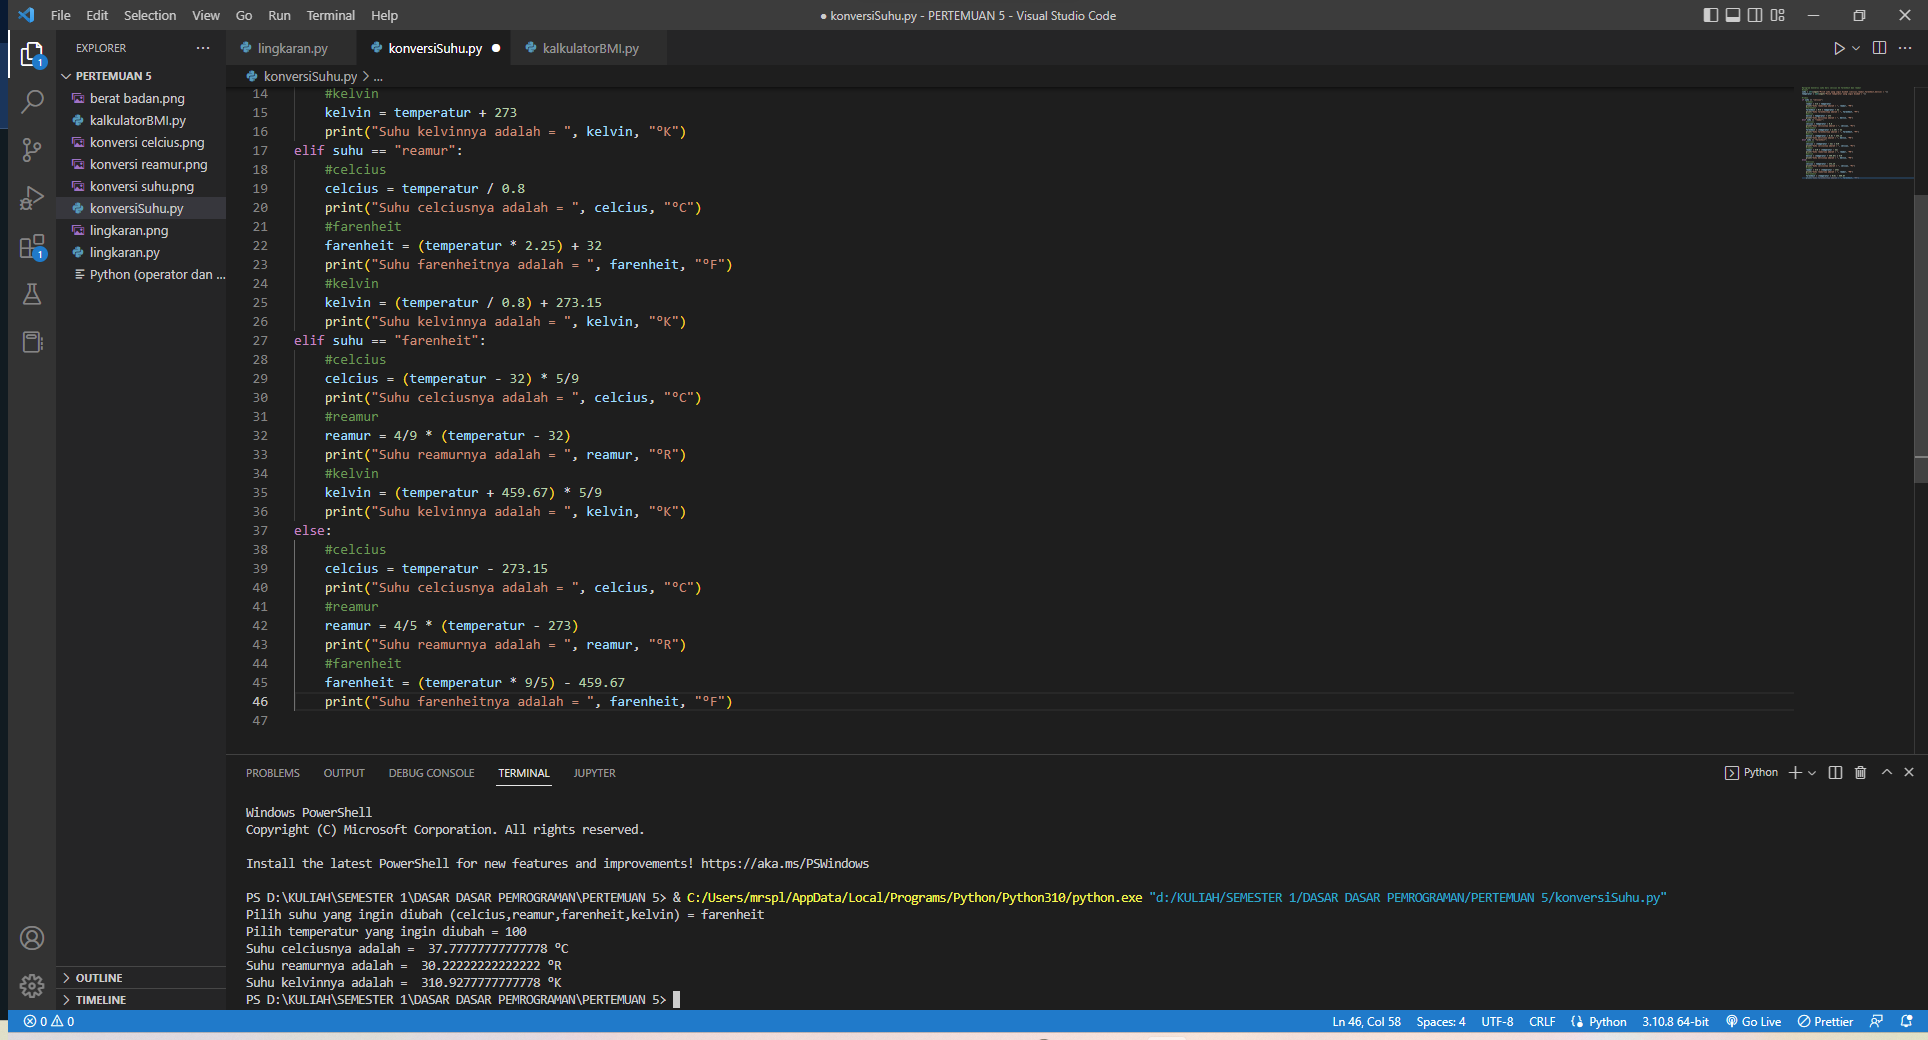 File Edit Selection View Go Run Terminal Help
● konversiSuhu.py - PERTEMUAN 5 - Visual Studio Code
EXPLORER
lingkaran.py
konversiSuhu.py
kalkulatorBMI.py
konversiSuhu.py > ...
PERTEMUAN 5
berat badan.png
kalkulatorBMI.py
konversi celcius.png
konversi reamur.png
konversi suhu.png
konversiSuhu.py
lingkaran.png
lingkaran.py
Python (operator dan ...
1
1
14 #kelvin
15 kelvin = temperatur + 273
16 print("Suhu kelvinnya adalah = ", kelvin, "°K")
17 elif suhu == "reamur":
18 #celcius
19 celcius = temperatur / 0.8
20 print("Suhu celciusnya adalah = ", celcius, "°C")
21 #farenheit
22 farenheit = (temperatur * 2.25) + 32
23 print("Suhu farenheitnya adalah = ", farenheit, "°F")
24 #kelvin
25 kelvin = (temperatur / 0.8) + 273.15
26 print("Suhu kelvinnya adalah = ", kelvin, "°K")
27 elif suhu == "farenheit":
28 #celcius
29 celcius = (temperatur - 32) * 5/9
30 print("Suhu celciusnya adalah = ", celcius, "°C")
31 #reamur
32 reamur = 4/9 * (temperatur - 32)
33 print("Suhu reamurnya adalah = ", reamur, "°R")
34 #kelvin
35 kelvin = (temperatur + 459.67) * 5/9
36 print("Suhu kelvinnya adalah = ", kelvin, "°K")
37 else:
38 #celcius
39 celcius = temperatur - 273.15
40 print("Suhu celciusnya adalah = ", celcius, "°C")
41 #reamur
42 reamur = 4/5 * (temperatur - 273)
43 print("Suhu reamurnya adalah = ", reamur, "°R")
44 #farenheit
45 farenheit = (temperatur * 9/5) - 459.67
46 print("Suhu farenheitnya adalah = ", farenheit, "°F")
47
PROBLEMS OUTPUT DEBUG CONSOLE TERMINAL JUPYTER
Python
Windows PowerShell
Copyright (C) Microsoft Corporation. All rights reserved.
Install the latest PowerShell for new features and improvements! https://aka.ms/PSWindows
PS D:\KULIAH\SEMESTER 1\DASAR DASAR PEMROGRAMAN\PERTEMUAN 5> & C:/Users/mrspl/AppData/Local/Programs/Python/Python310/python.exe "d:/KULIAH/SEMESTER 1/DASAR DASAR PEMROGRAMAN/PERTEMUAN 5/konversiSuhu.py"
Pilih suhu yang ingin diubah (celcius,reamur,farenheit,kelvin) = farenheit
Pilih temperatur yang ingin diubah = 100
Suhu celciusnya adalah =  37.77777777777778 °C
Suhu reamurnya adalah =  30.22222222222222 °R
Suhu kelvinnya adalah =  310.9277777777778 °K
PS D:\KULIAH\SEMESTER 1\DASAR DASAR PEMROGRAMAN\PERTEMUAN 5>
OUTLINE
TIMELINE
0 0
Ln 46, Col 58 Spaces: 4 UTF-8 CRLF Python 3.10.8 64-bit Go Live Prettier